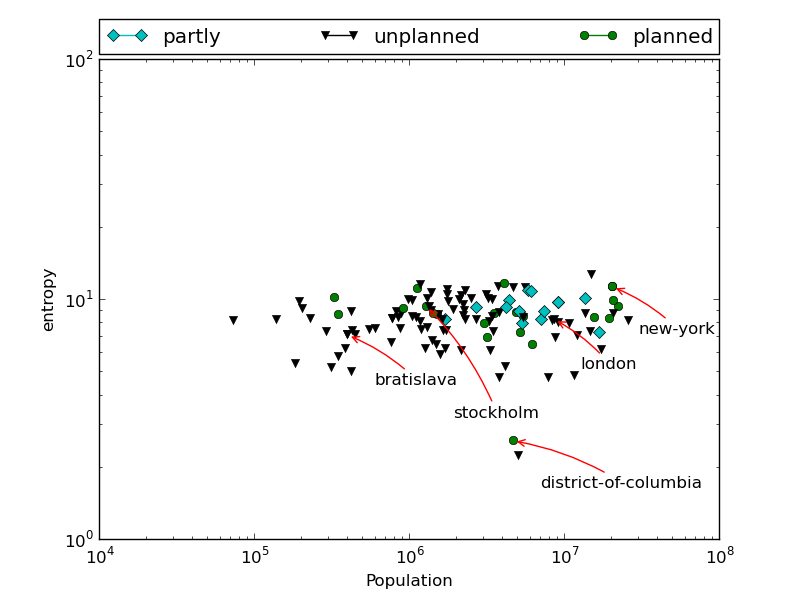 partly unplanned planned
10^2
entropy
10^1
new-york
london
bratislava
stockholm
district-of-columbia
10^0
10^4 10^5 10^6 10^7 10^8
Population